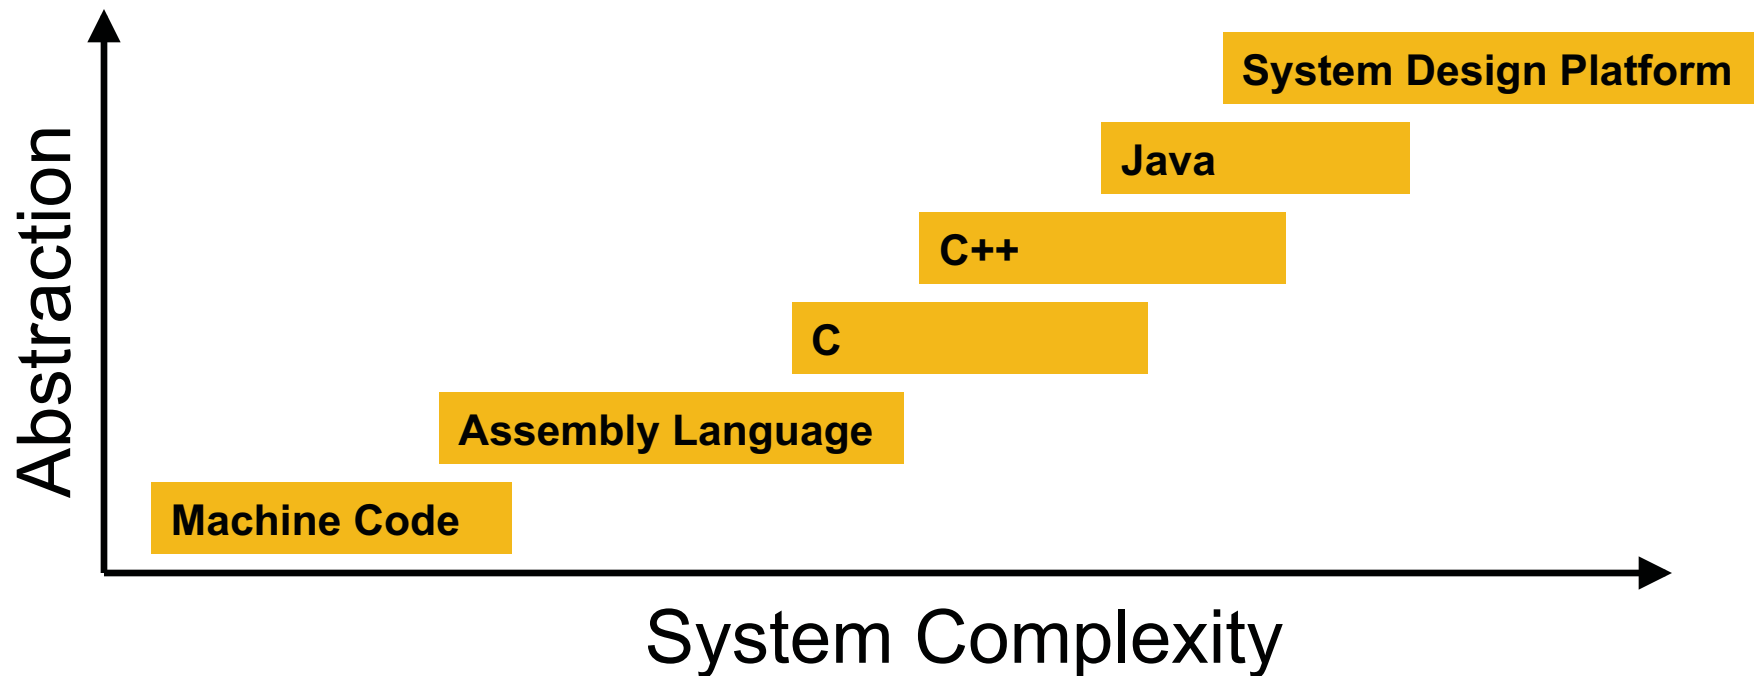 System Design Platform
Java
C++
C
Assembly Language
Machine Code
Abstraction
System Complexity